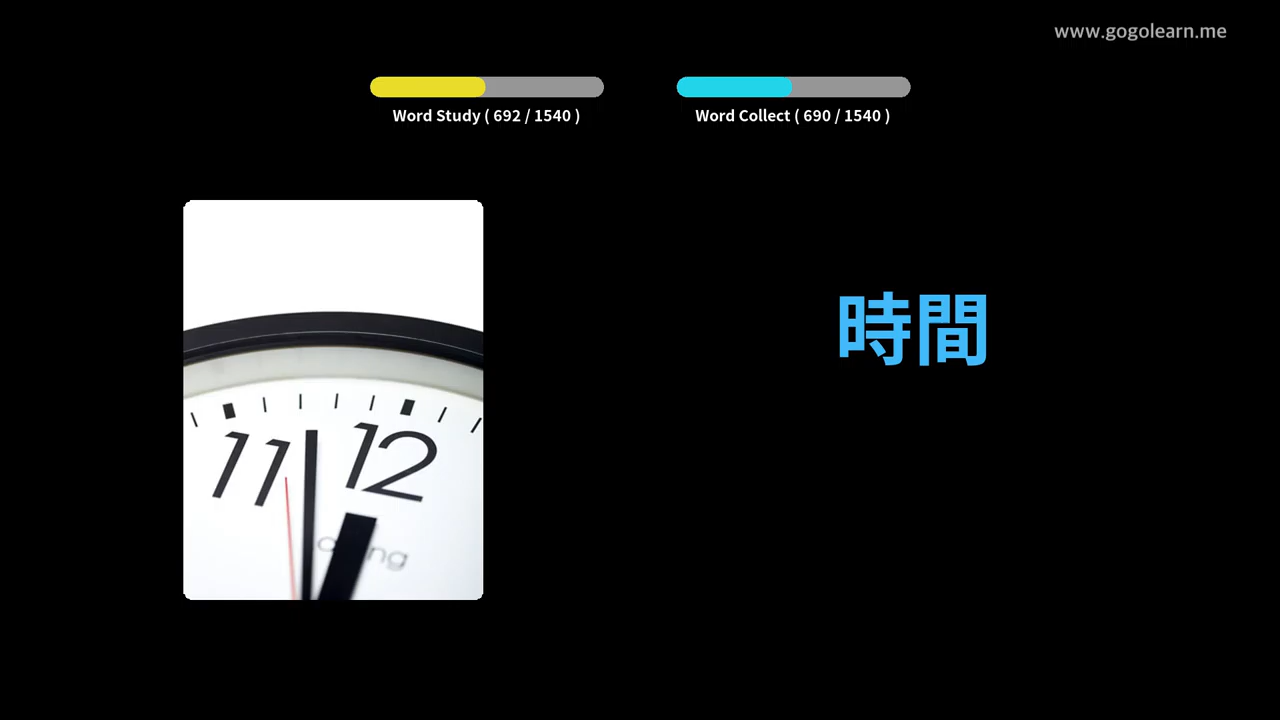 www.gogolearn.me
Word Study ( 692 / 1540 )
Word Collect ( 690 / 1540 )
時間
11
12